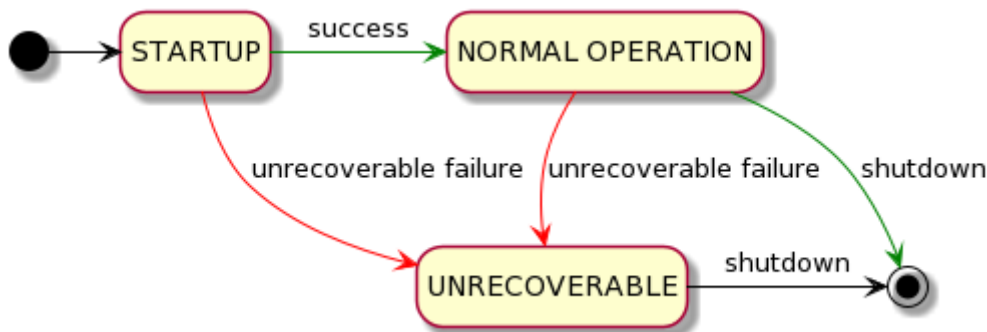 success
STARTUP
NORMAL OPERATION
unrecoverable failure
unrecoverable failure
shutdown
UNRECOVERABLE
shutdown